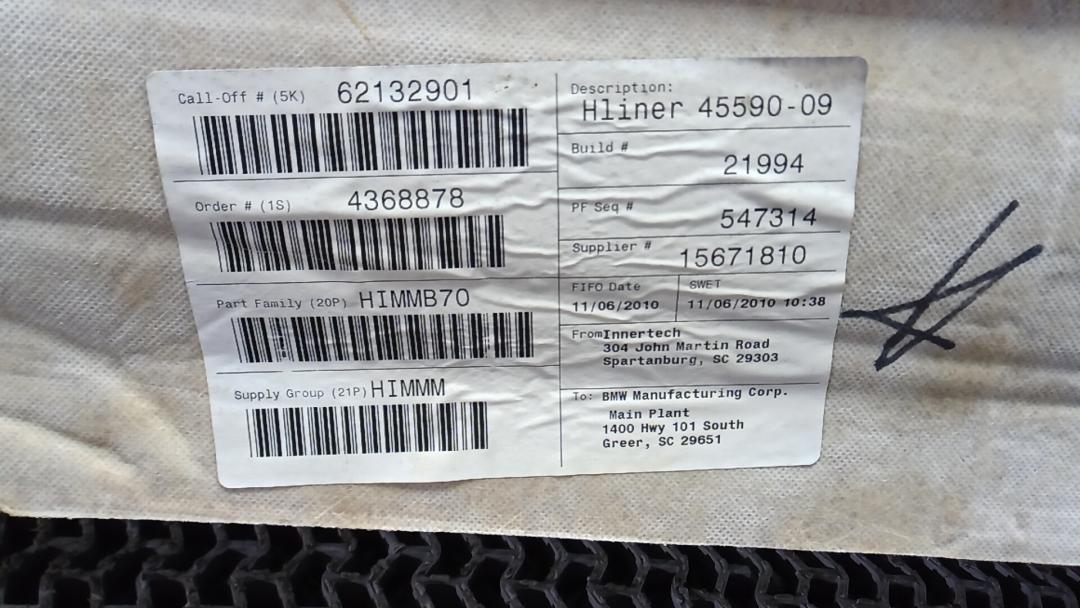 Call-Off # (5K) 62132901
Order # (1S) 4368878
Part Family (20P) HIMMB70
Supply Group (21P) HIMMM
Description:
Hliner 45590-09
Build #
21994
PF Seq #
547314
Supplier # 15671810
FIFO Date
11/06/2010
SWET
11/06/2010 10:38
From Innertech
304 John Martin Road
Spartanburg, SC 29303
To: BMW Manufacturing Corp.
Main Plant
1400 Hwy 101 South
Greer, SC 29651